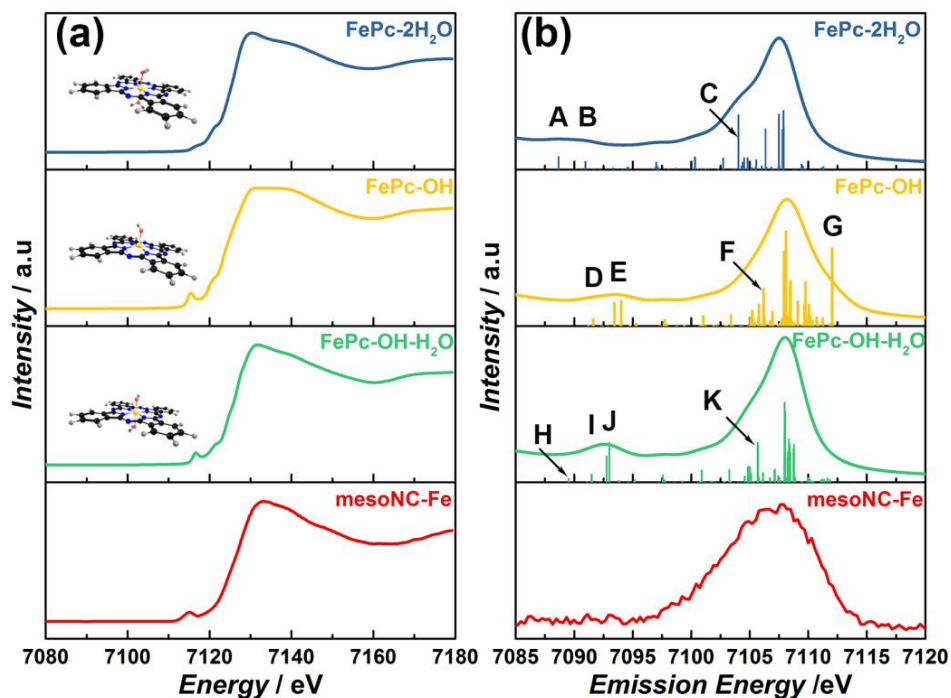 (a)
FePc-2H₂O
FePc-OH
FePc-OH-H₂O
mesoNC-Fe
Intensity / a.u
7080 7100 7120 7140 7160 7180
Energy / eV
(b)
FePc-2H₂O
A B C
FePc-OH
D E F G
FePc-OH-H₂O
H I J K
mesoNC-Fe
Intensity / a.u
7085 7090 7095 7100 7105 7110 7115 7120
Emission Energy / eV